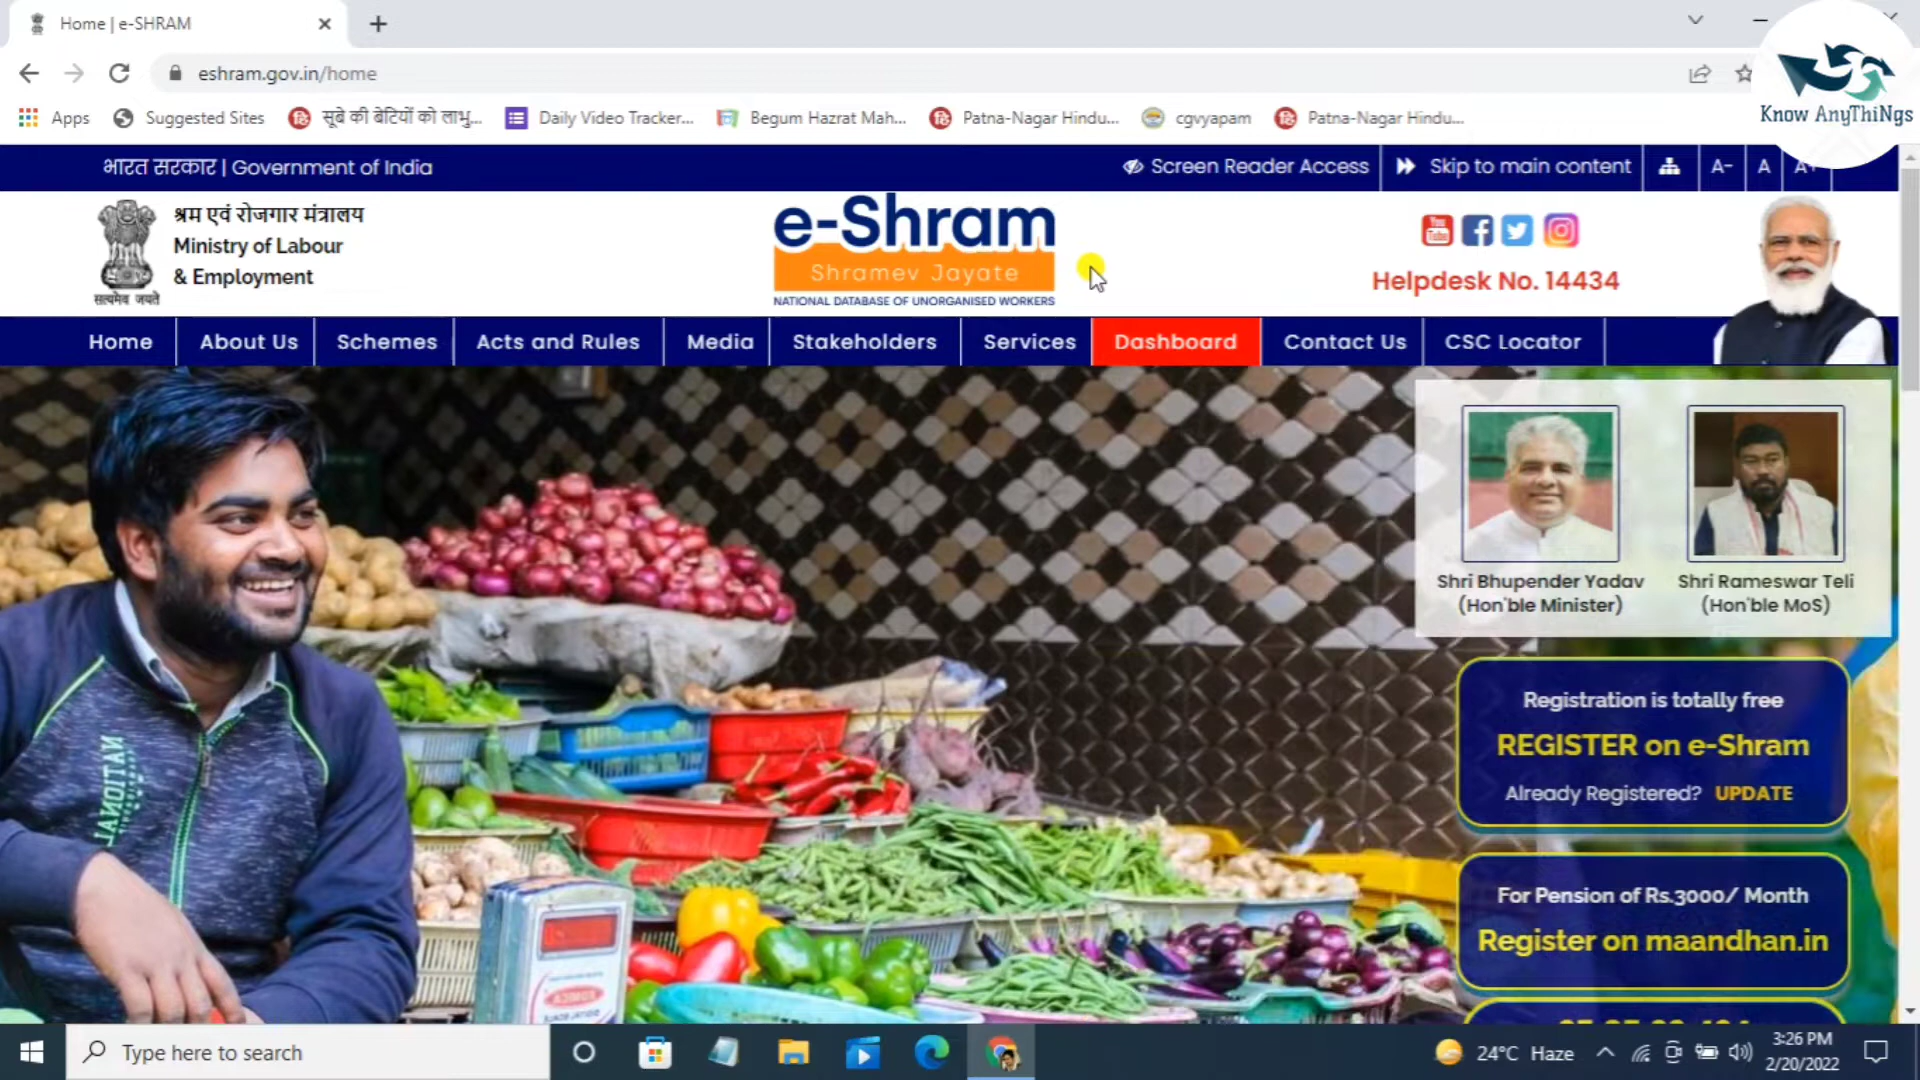 Home | e-SHRAM
eshram.gov.in/home
Know AnyThiNgs
Apps
Suggested Sites
सूबे की बेटियों को लाभु...
Daily Video Tracker...
Begum Hazrat Mah...
Patna-Nagar Hindu...
cgvyapam
Patna-Nagar Hindu...
भारत सरकार | Government of India
Screen Reader Access
Skip to main content
A-
A
A+
श्रम एवं रोजगार मंत्रालय
Ministry of Labour
& Employment
सत्यमेव जयते
e-Shram
Shramev Jayate
NATIONAL DATABASE OF UNORGANISED WORKERS
You Tube
Helpdesk No. 14434
Home
About Us
Schemes
Acts and Rules
Media
Stakeholders
Services
Dashboard
Contact Us
CSC Locator
Shri Bhupender Yadav
(Hon'ble Minister)
Shri Rameswar Teli
(Hon'ble MoS)
Registration is totally free
REGISTER on e-Shram
Already Registered? UPDATE
For Pension of Rs.3000/ Month
Register on maandhan.in
NATIONAL
Type here to search
24°C Haze
3:26 PM
2/20/2022